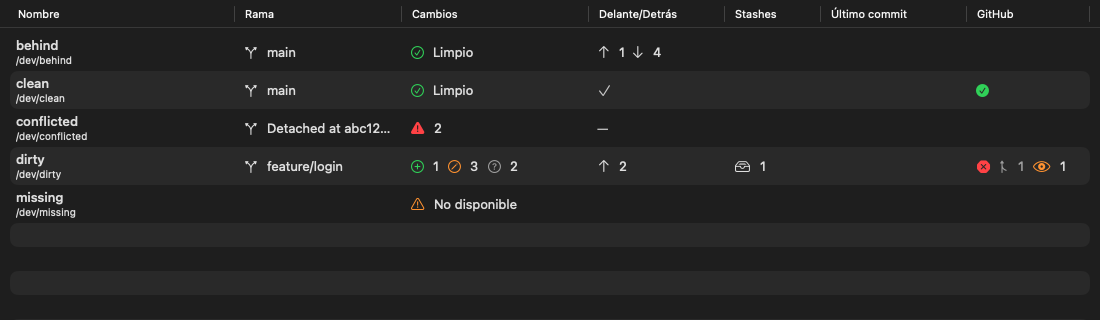 Nombre Rama Cambios Delante/Detrás Stashes Último commit GitHub
behind main Limpio 1 4
/dev/behind
clean main Limpio
/dev/clean
conflicted Detached at abc12... 2 —
/dev/conflicted
dirty feature/login 1 3 2 2 1 1 1
/dev/dirty
missing No disponible
/dev/missing